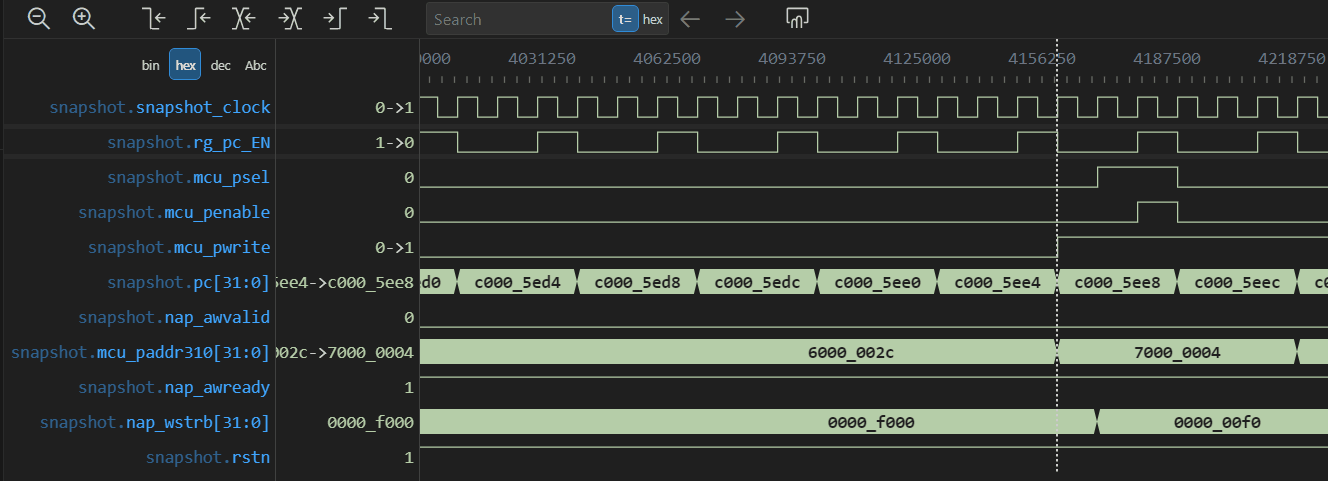 Search t= hex
bin hex dec Abc 0000 4031250 4062500 4093750 4125000 4156250 4187500 4218750
snapshot.snapshot_clock 0->1
snapshot.rg_pc_EN 1->0
snapshot.mcu_psel 0
snapshot.mcu_penable 0
snapshot.mcu_pwrite 0->1
snapshot.pc[31:0] 5ee4->c000_5ee8 ed0 c000_5ed4 c000_5ed8 c000_5edc c000_5ee0 c000_5ee4 c000_5ee8 c000_5eec c0
snapshot.nap_awvalid 0
snapshot.mcu_paddr310[31:0] 002c->7000_0004 6000_002c 7000_0004
snapshot.nap_awready 1
snapshot.nap_wstrb[31:0] 0000_f000 0000_f000 0000_00f0
snapshot.rstn 1